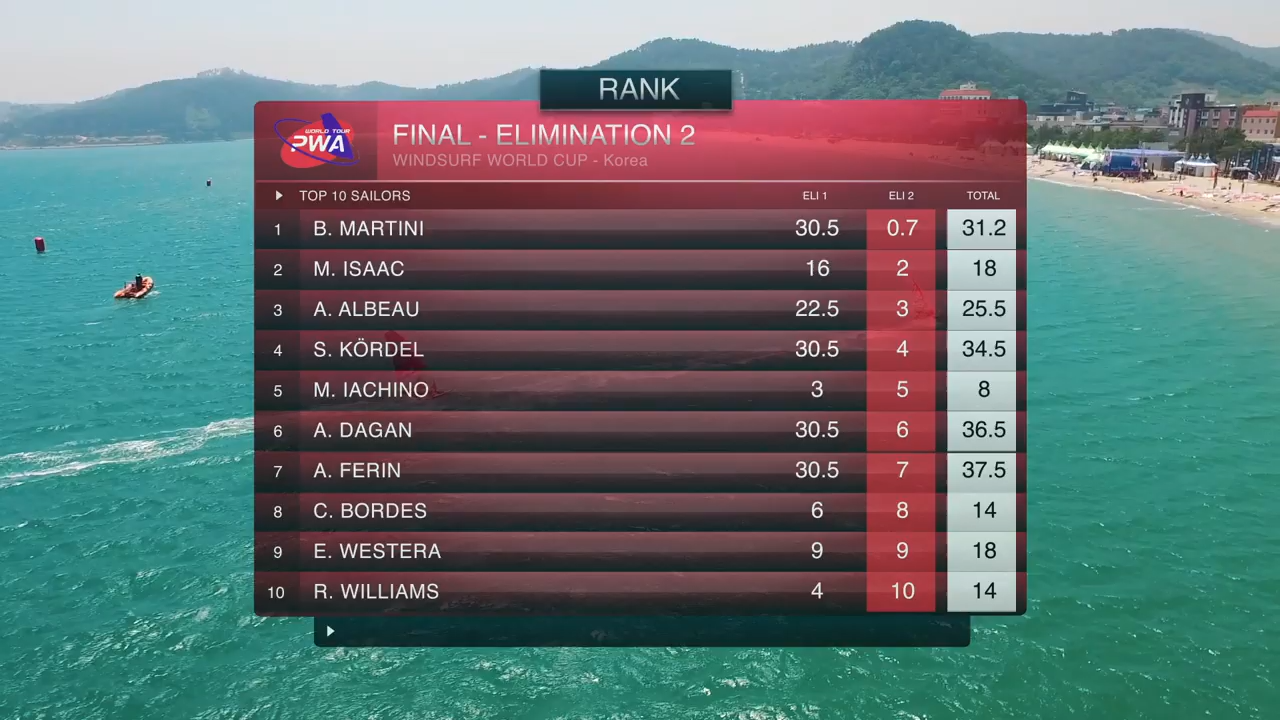 RANK
WORLD TOUR
PWA
FINAL - ELIMINATION 2
WINDSURF WORLD CUP - Korea
TOP 10 SAILORS ELI 1 ELI 2 TOTAL
1 B. MARTINI 30.5 0.7 31.2
2 M. ISAAC 16 2 18
3 A. ALBEAU 22.5 3 25.5
4 S. KÖRDEL 30.5 4 34.5
5 M. IACHINO 3 5 8
6 A. DAGAN 30.5 6 36.5
7 A. FERIN 30.5 7 37.5
8 C. BORDES 6 8 14
9 E. WESTERA 9 9 18
10 R. WILLIAMS 4 10 14